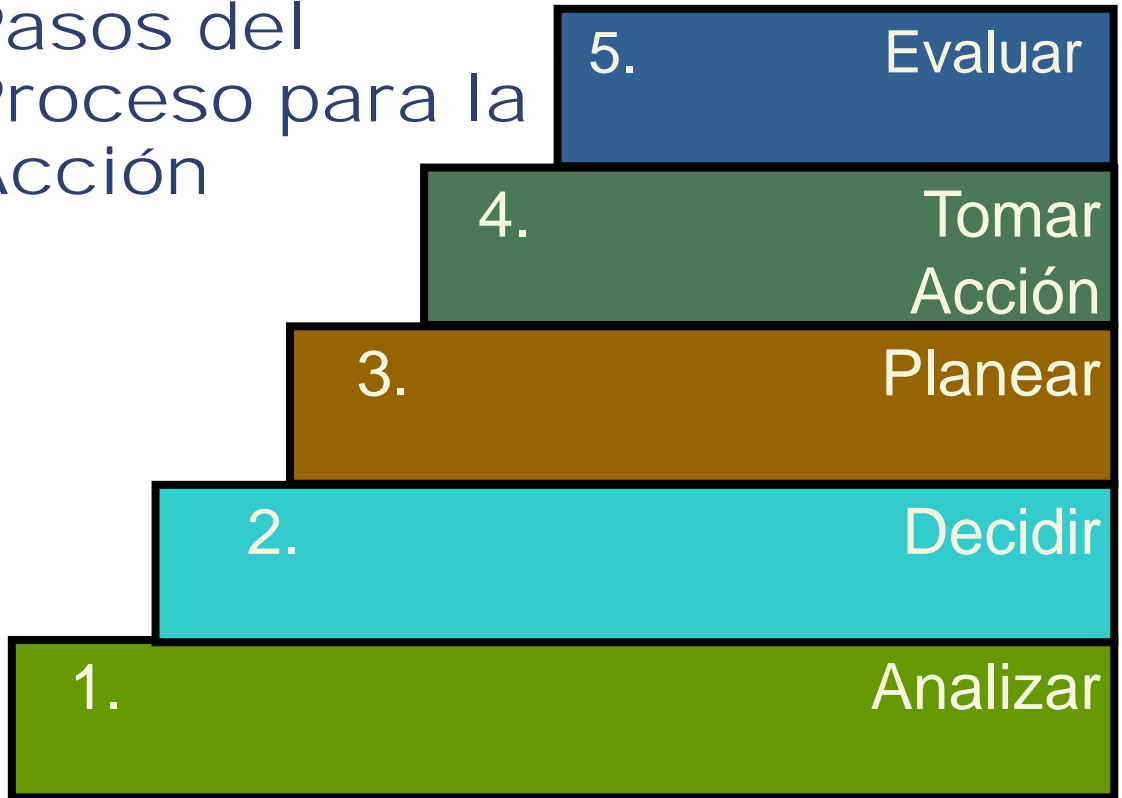 Pasos del
Proceso para la
Acción
5. Evaluar
4. Tomar
Acción
3. Planear
2. Decidir
1. Analizar